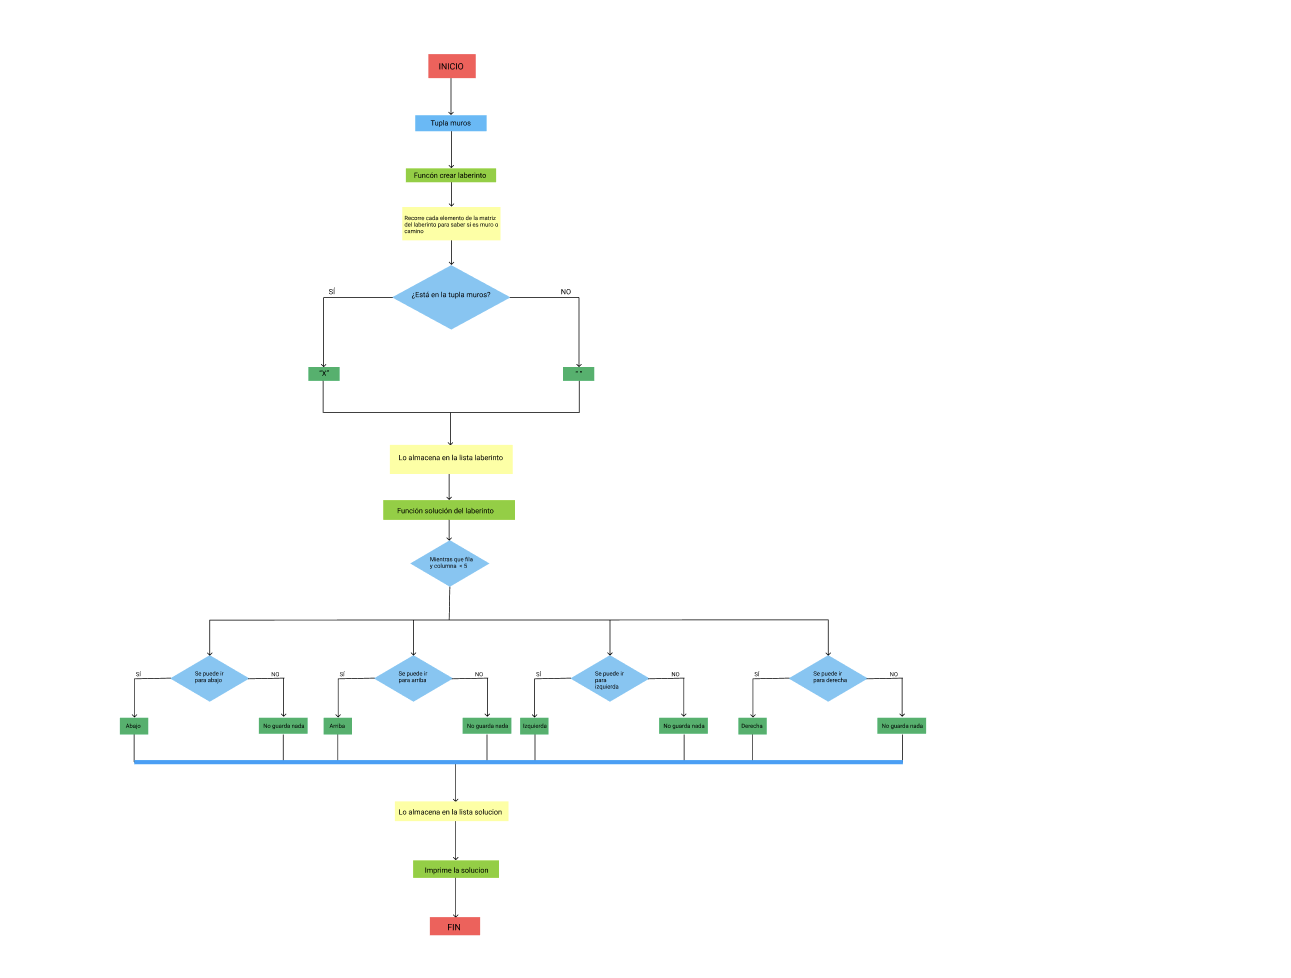 INICIO
Tupla muros
Funcón crear laberinto
Recorre cada elemento de la matriz
del laberinto para saber si es muro o
camino
SÍ
¿Está en la tupla muros?
NO
"X"
" "
Lo almacena en la lista laberinto
Función solución del laberinto
Mientras que fila
y columna < 5
SÍ
Se puede ir
para abajo
NO
SÍ
Se puede ir
para arriba
NO
SÍ
Se puede ir
para
izquierda
NO
SÍ
Se puede ir
para derecha
NO
Abajo
No guarda nada
Arriba
No guarda nada
Izquierda
No guarda nada
Derecha
No guarda nada
Lo almacena en la lista solucion
Imprime la solucion
FIN